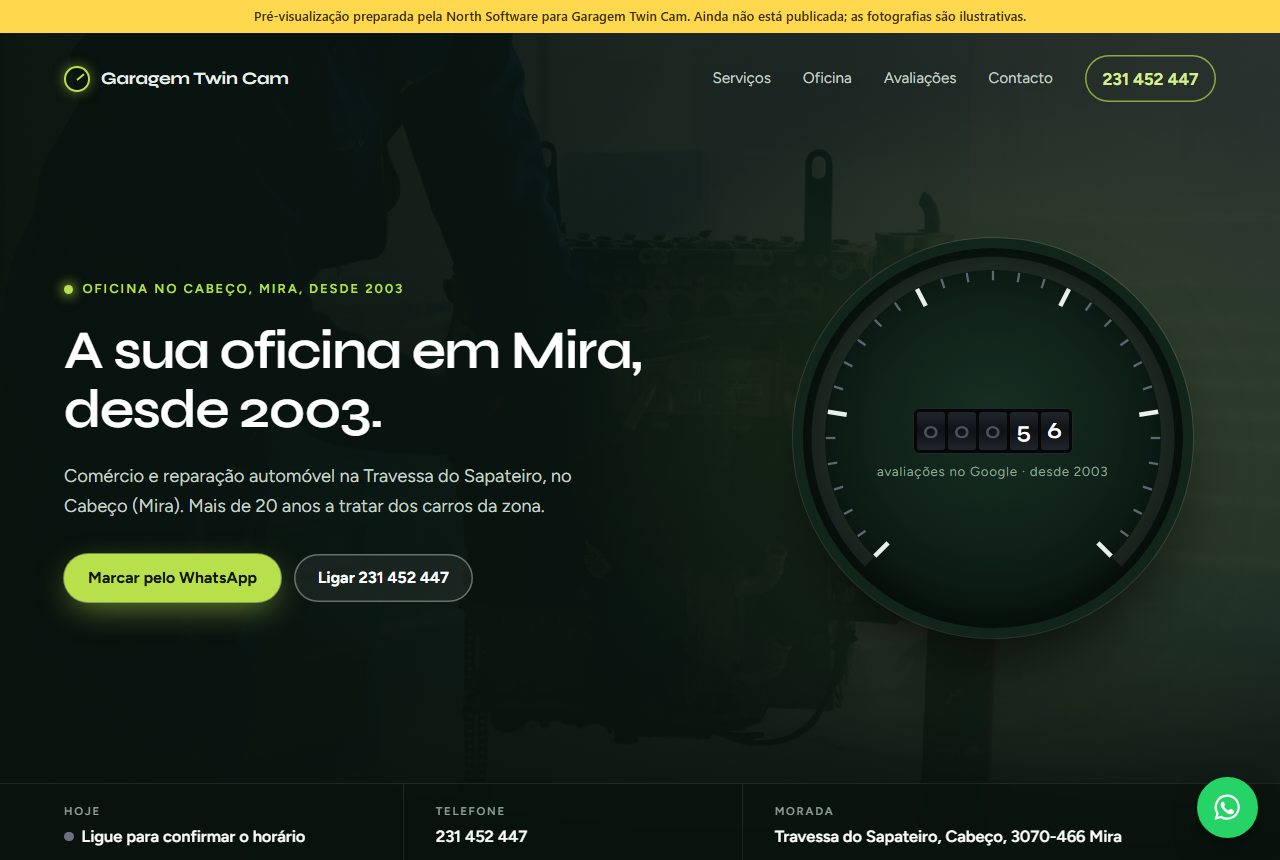 Pré-visualização preparada pela North Software para Garagem Twin Cam. Ainda não está publicada; as fotografias são ilustrativas.
Garagem Twin Cam
Serviços
Oficina
Avaliações
Contacto
231 452 447
OFICINA NO CABEÇO, MIRA, DESDE 2003
A sua oficina em Mira,
desde 2003.
Comércio e reparação automóvel na Travessa do Sapateiro, no
Cabeço (Mira). Mais de 20 anos a tratar dos carros da zona.
Marcar pelo WhatsApp
Ligar 231 452 447
0 0 0 5 6
avaliações no Google · desde 2003
HOJE
Ligue para confirmar o horário
TELEFONE
231 452 447
MORADA
Travessa do Sapateiro, Cabeço, 3070-466 Mira